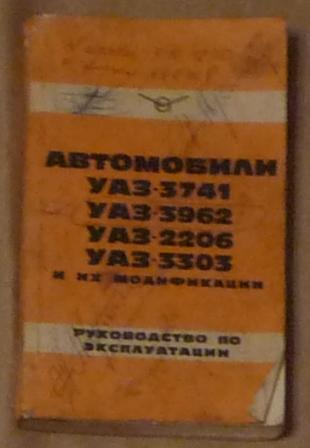 АВТОМОБИЛИ
УАЗ-3741
УАЗ-3962
УАЗ-2206
УАЗ-3303
И ИХ МОДИФИКАЦИИ
РУКОВОДСТВО ПО
ЭКСПЛУАТАЦИИ